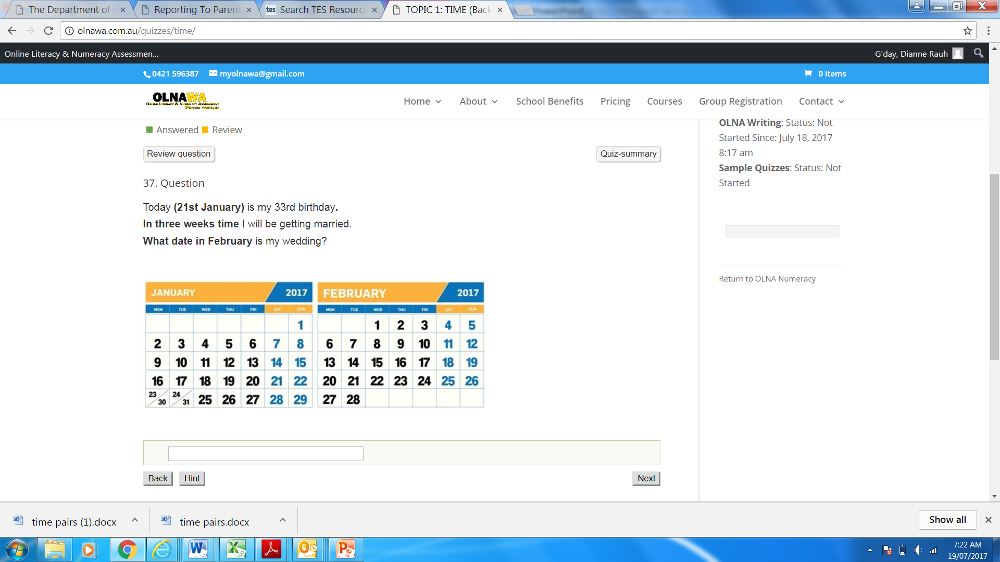 The Department of
Reporting To Paren
tes Search TES Resourc
TOPIC 1: TIME (Back
olnawa.com.au/quizzes/time/
Online Literacy & Numeracy Assessmen...
G'day, Dianne Rauh
0421 596387 myolnawa@gmail.com
0 Items
OLNAWA
ONLINE LITERACY & NUMERACY ASSESSMENT
WESTERN AUSTRALIA
Home About School Benefits Pricing Courses Group Registration Contact
Answered Review
Review question
Quiz-summary
37. Question
Today (21st January) is my 33rd birthday.
In three weeks time I will be getting married.
What date in February is my wedding?
JANUARY 2017
MON TUE WED THU FRI SAT SUN
1
2 3 4 5 6 7 8
9 10 11 12 13 14 15
16 17 18 19 20 21 22
23/30 24/31 25 26 27 28 29
FEBRUARY 2017
MON TUE WED THU FRI SAT SUN
1 2 3 4 5
6 7 8 9 10 11 12
13 14 15 16 17 18 19
20 21 22 23 24 25 26
27 28
Back Hint
Next
OLNA Writing: Status: Not
Started Since: July 18, 2017
8:17 am
Sample Quizzes: Status: Not
Started
Return to OLNA Numeracy
time pairs (1).docx
time pairs.docx
Show all
7:22 AM
19/07/2017